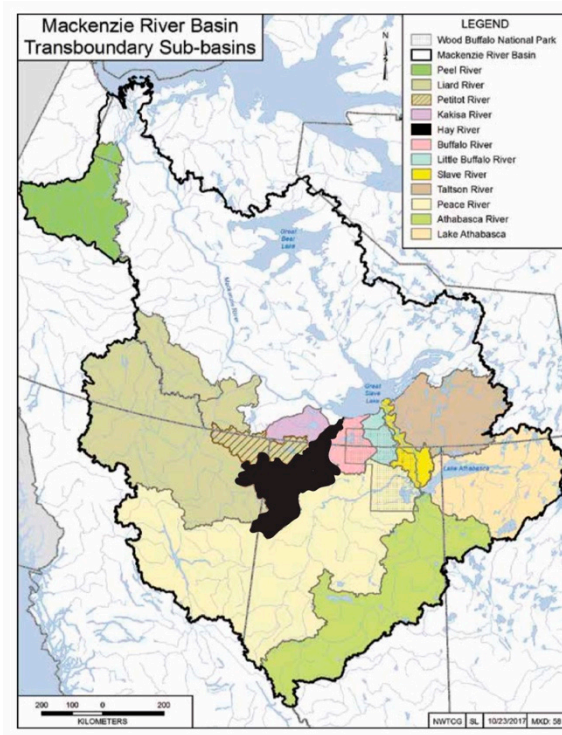 Mackenzie River Basin
Transboundary Sub-basins
N
LEGEND
Wood Buffalo National Park
Mackenzie River Basin
Peel River
Liard River
Petitot River
Kakisa River
Hay River
Buffalo River
Little Buffalo River
Slave River
Taltson River
Peace River
Athabasca River
Lake Athabasca
Great
Bear
Lake
Mackenzie River
Great
Slave
Lake
Lake Athabasca
200 100 0 200
KILOMETERS
NWTCG SL 10/23/2017 MXD: 58